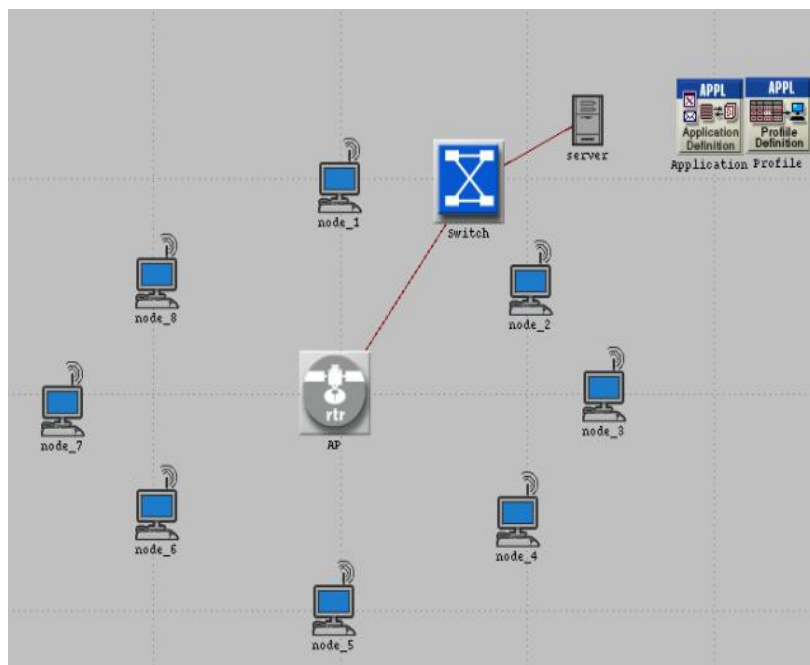 APPL
Application
Definition
Application
APPL
Profile
Definition
Profile
server
node_1
Switch
node_8
node_2
rtr
AP
node_3
node_7
node_6
node_4
node_5